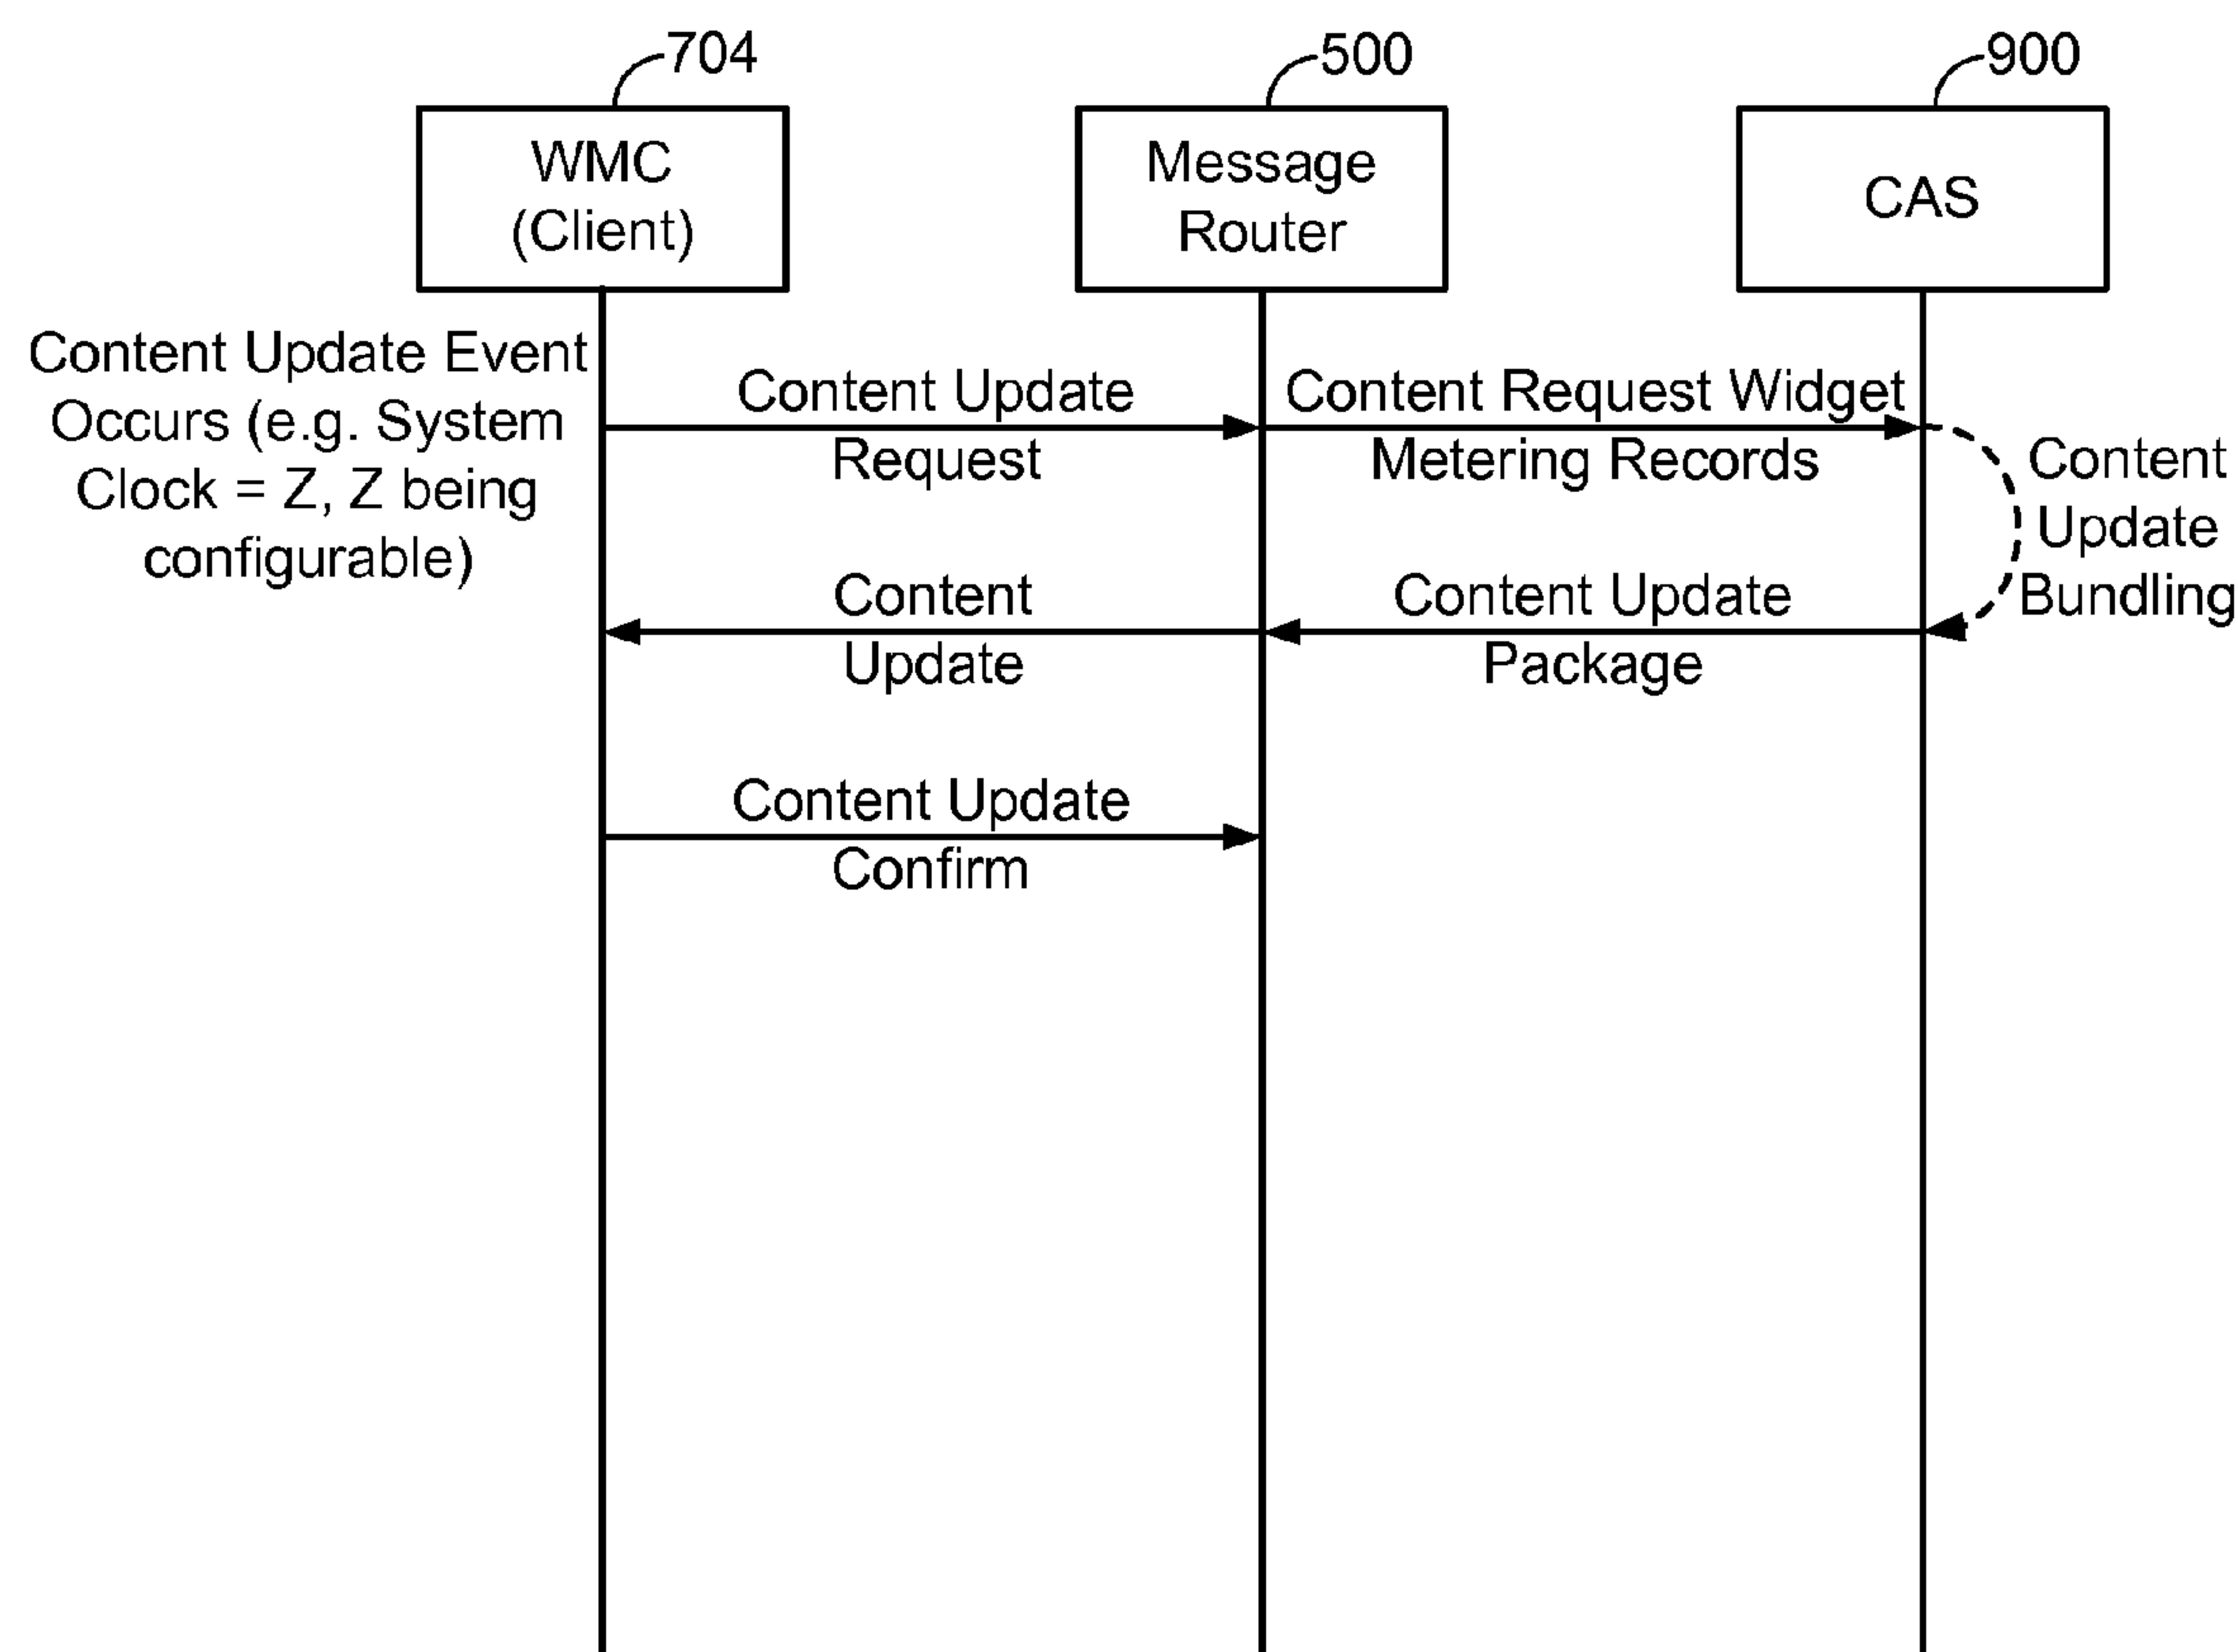 704
500
900
WMC
(Client)
Message
Router
CAS
Content Update Event
Occurs (e.g. System
Clock = Z, Z being
configurable)
Content Update
Request
Content Request Widget
Metering Records
Content
Update
Bundling
Content
Update
Content Update
Package
Content Update
Confirm